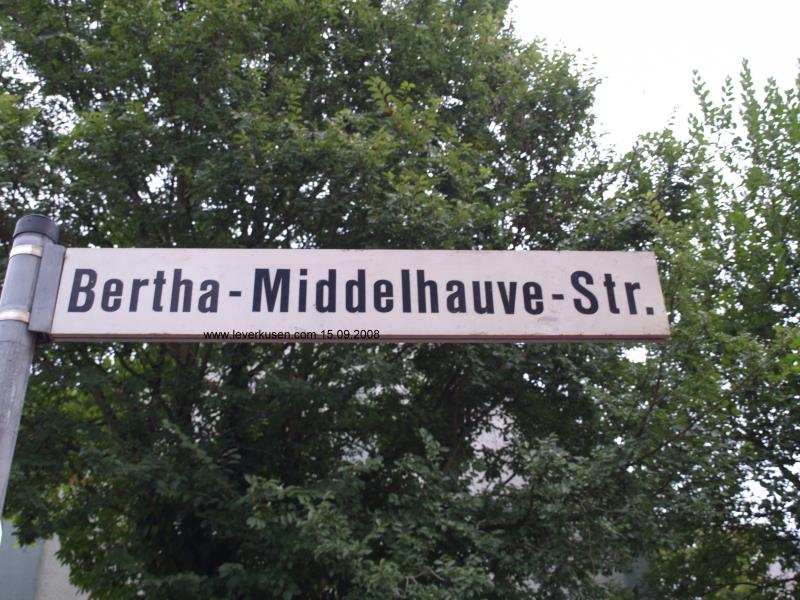 Bertha-Middelhauve-Str.
www.leverkusen.com 15.09.2008